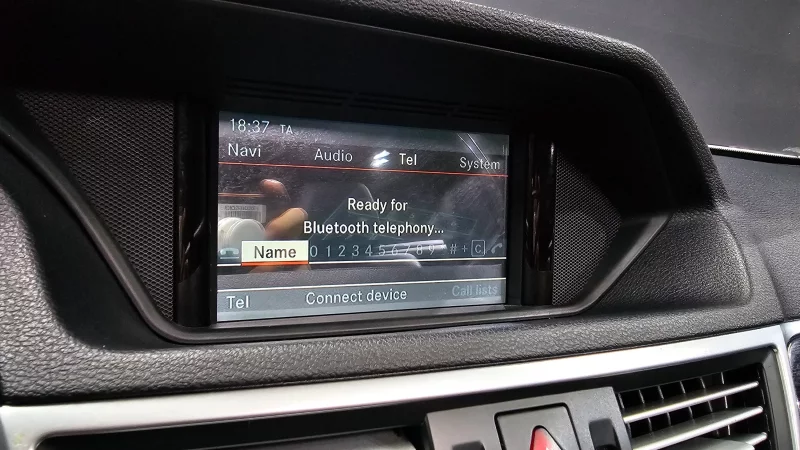 18:37 TA
Navi Audio Tel System
Ready for
Bluetooth telephony...
Name 0 1 2 3 4 5 6 7 8 9 * # + C
Tel Connect device Call lists